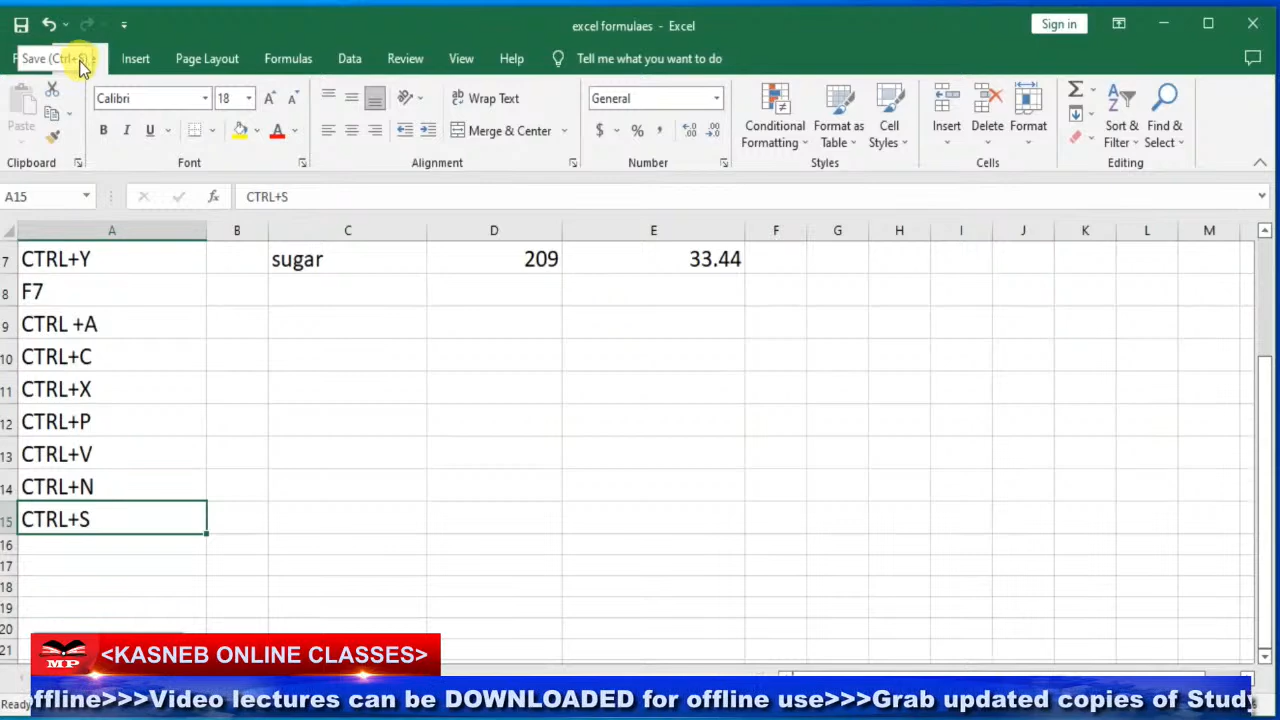 excel formulaes - Excel
Sign in
Save (Ctrl+S)
Insert
Page Layout
Formulas
Data
Review
View
Help
Tell me what you want to do
Paste
Calibri
18
Wrap Text
General
B I U
Merge & Center
$ % ,
Conditional Formatting
Format as Table
Cell Styles
Insert
Delete
Format
Sort & Filter
Find & Select
Clipboard
Font
Alignment
Number
Styles
Cells
Editing
A15
fx
CTRL+S
A B C D E F G H I J K L M
7 CTRL+Y sugar 209 33.44
8 F7
9 CTRL +A
10 CTRL+C
11 CTRL+X
12 CTRL+P
13 CTRL+V
14 CTRL+N
15 CTRL+S
16
17
18
19
20
21
MP
<KASNEB ONLINE CLASSES>
Ready
offline>>>Video lectures can be DOWNLOADED for offline use>>>Grab updated copies of Study